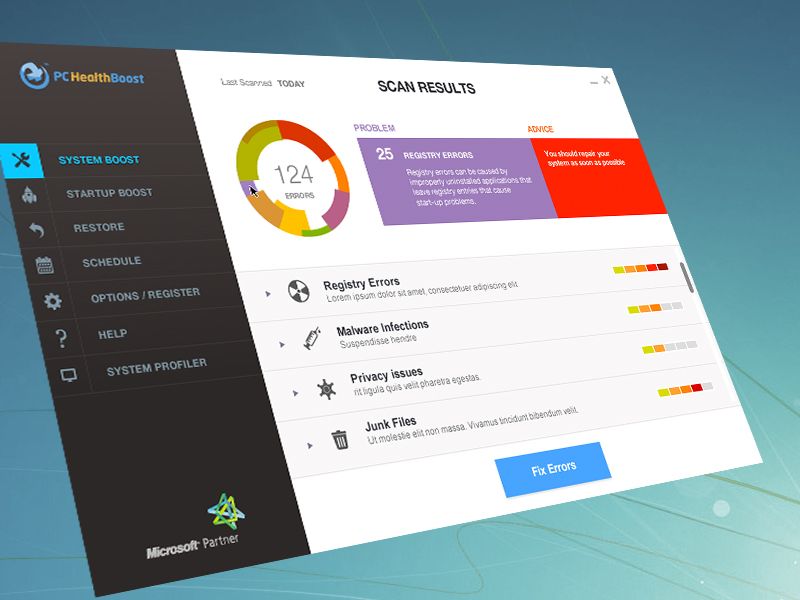 PC HealthBoost™
SYSTEM BOOST
STARTUP BOOST
RESTORE
SCHEDULE
OPTIONS / REGISTER
HELP
SYSTEM PROFILER
Microsoft® Partner
Last Scanned TODAY
SCAN RESULTS
124
ERRORS
PROBLEM
25 REGISTRY ERRORS
Registry errors can be caused by
improperly uninstalled applications that
leave registry entries that cause
start-up problems.
ADVICE
You should repair your
system as soon as possible
Registry Errors
Lorem ipsum dolor sit amet, consectetuer adipiscing elit.
Malware Infections
Suspendisse hendre
Privacy issues
rit ligula quis velit pharetra egestas.
Junk Files
Ut molestie elit non massa. Vivamus tincidunt bibendum velit.
Fix Errors